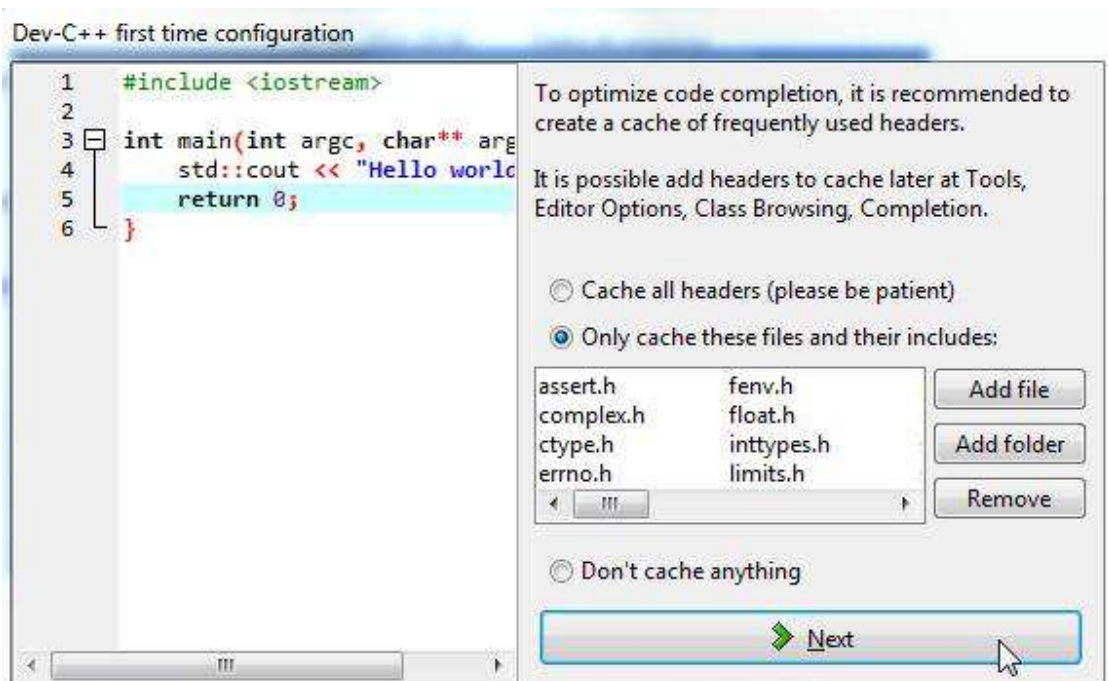 Dev-C++ first time configuration
1 #include <iostream>
2
3 int main(int argc, char** arg
4 std::cout << "Hello world
5 return 0;
6 }
To optimize code completion, it is recommended to
create a cache of frequently used headers.
It is possible add headers to cache later at Tools,
Editor Options, Class Browsing, Completion.
Cache all headers (please be patient)
Only cache these files and their includes:
assert.h fenv.h
complex.h float.h
ctype.h inttypes.h
errno.h limits.h
Add file
Add folder
Remove
Don't cache anything
Next